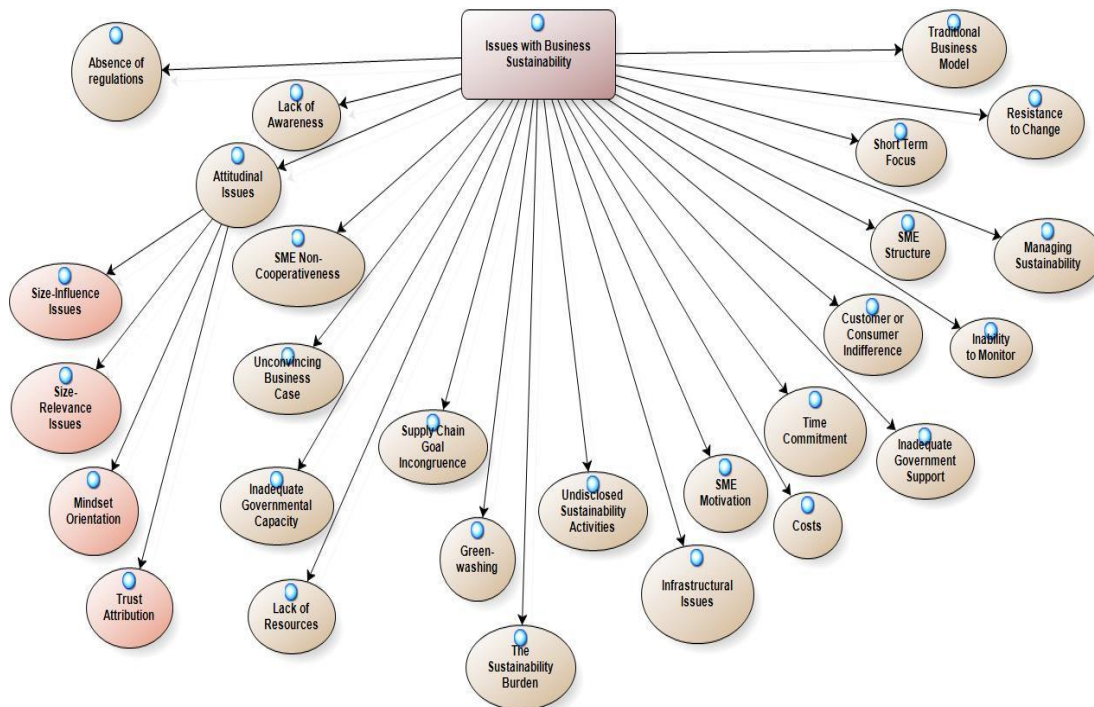 Issues with Business
Sustainability
Absence of
regulations
Traditional
Business
Model
Lack of
Awareness
Resistance
to Change
Short Term
Focus
Attitudinal
Issues
SME Non-
Cooperativeness
SME
Structure
Managing
Sustainability
Size-Influence
Issues
Customer or
Consumer
Indifference
Inability
to Monitor
Unconvincing
Business
Case
Size-
Relevance
Issues
Supply Chain
Goal
Incongruence
Time
Commitment
Inadequate
Government
Support
Mindset
Orientation
Inadequate
Governmental
Capacity
Undisclosed
Sustainability
Activities
SME
Motivation
Costs
Green-
washing
Infrastructural
Issues
Trust
Attribution
Lack of
Resources
The
Sustainability
Burden